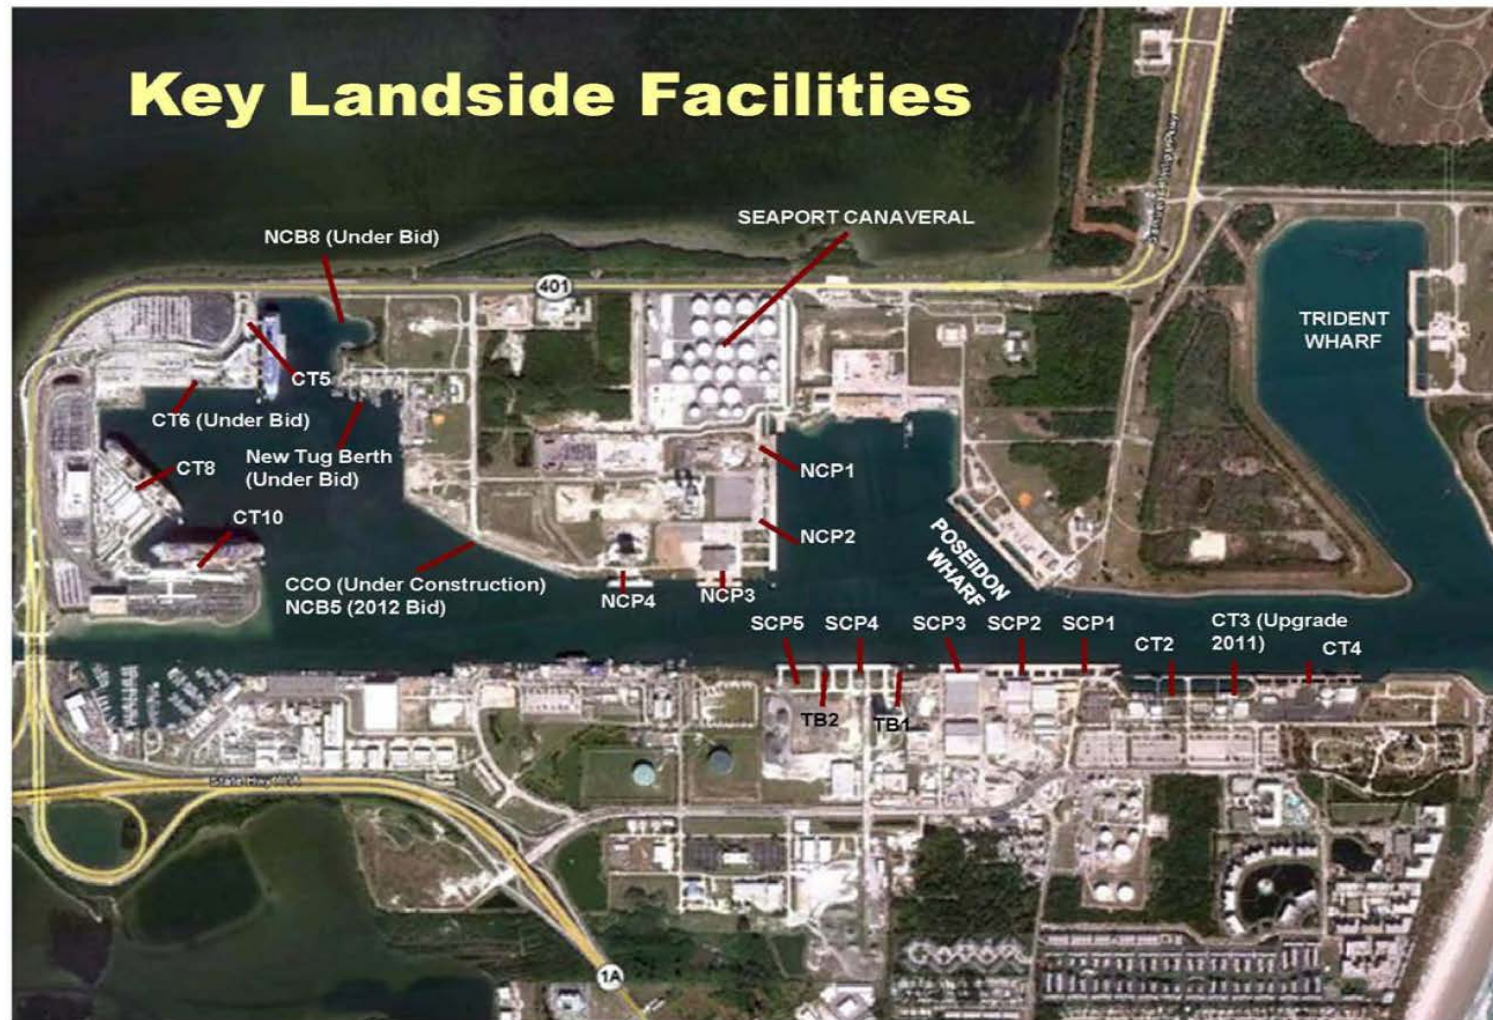 Key Landside Facilities
SEAPORT CANAVERAL
NCB8 (Under Bid)
401
TRIDENT
WHARF
CT5
CT6 (Under Bid)
New Tug Berth
(Under Bid)
CT8
NCP1
CT10
NCP2
POSEIDON
WHARF
CCO (Under Construction)
NCB5 (2012 Bid)
NCP4
NCP3
SCP5
SCP4
SCP3
SCP2
SCP1
CT2
CT3 (Upgrade
2011)
CT4
TB2
TB1
1A